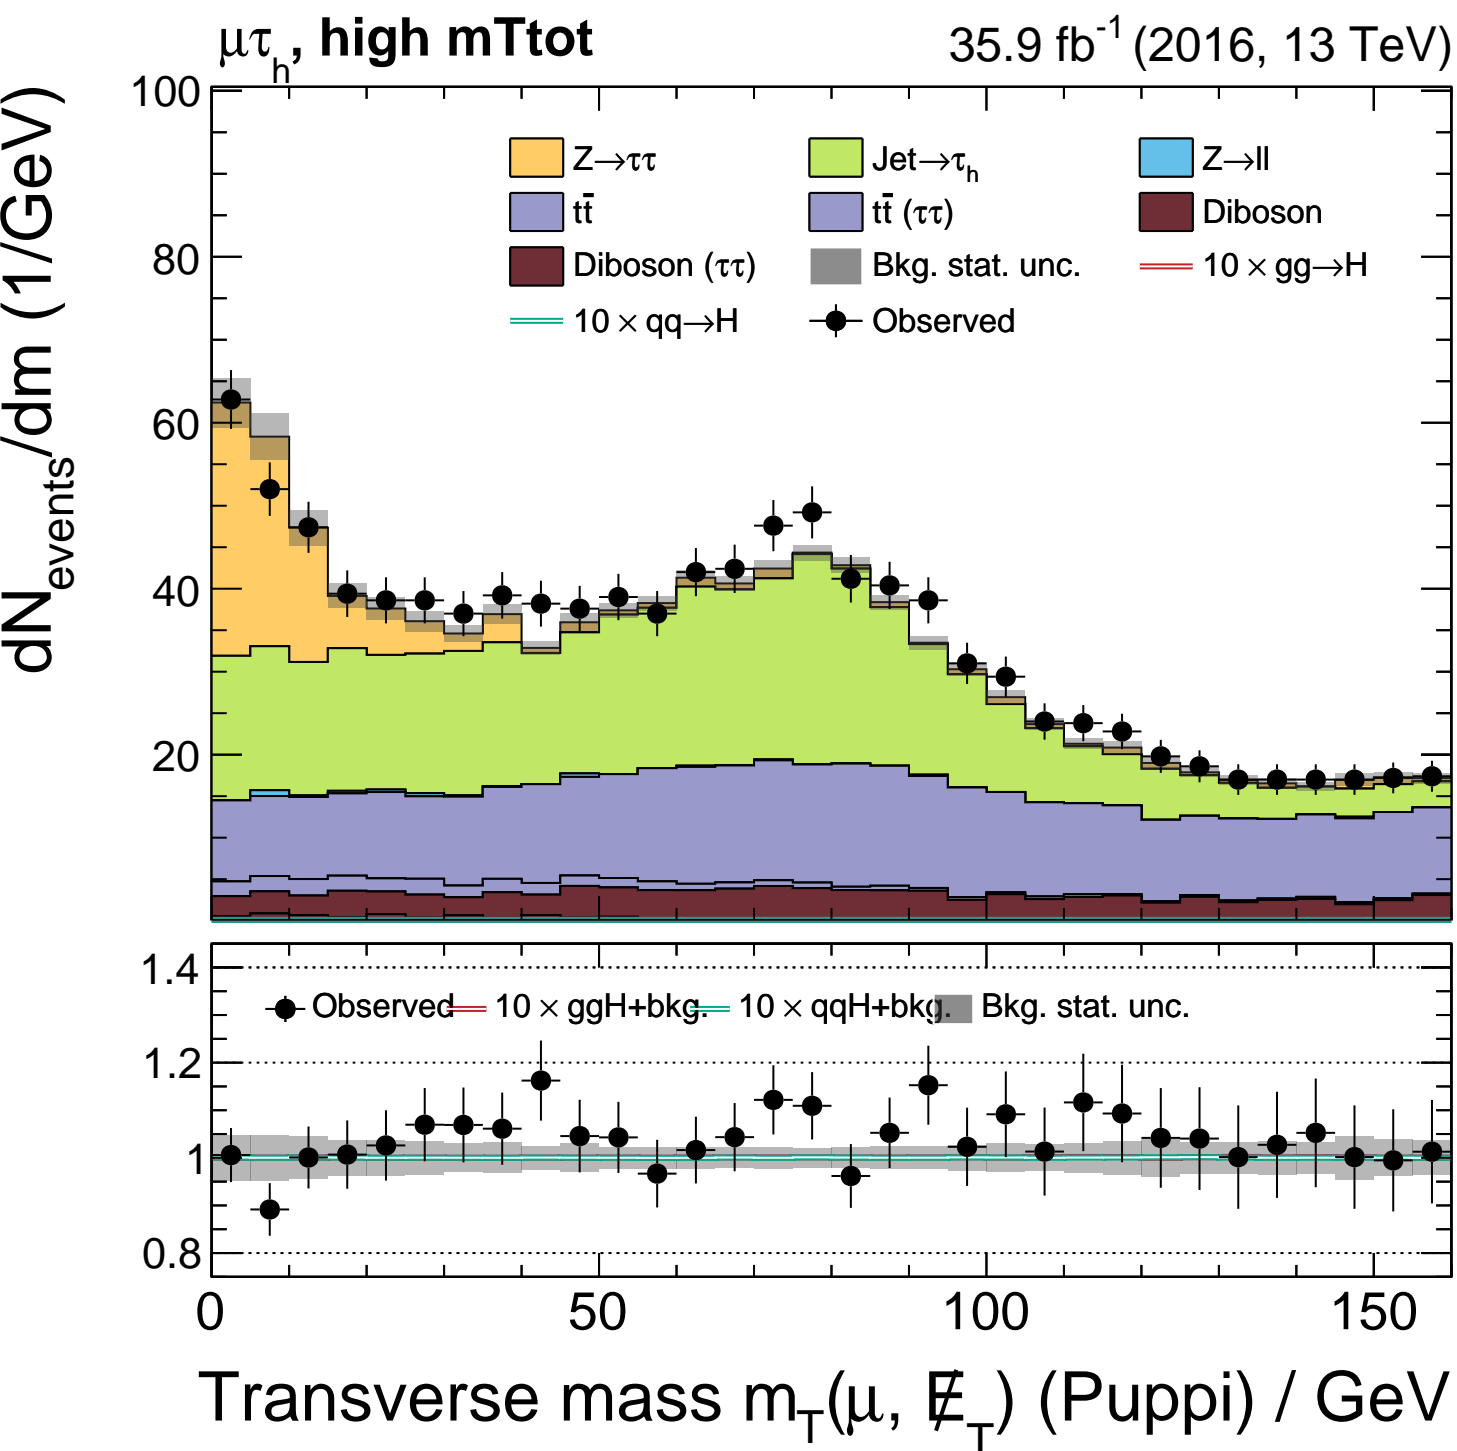 μτh, high mTtot 35.9 fb-1 (2016, 13 TeV)
dNevents/dm (1/GeV)
100
80
60
40
20
Z→ττ Jet→τh Z→ll
tt̄ tt̄ (ττ) Diboson
Diboson (ττ) Bkg. stat. unc. 10 × gg→H
10 × qq→H Observed
1.4
Observed 10 × ggH+bkg. 10 × qqH+bkg. Bkg. stat. unc.
1.2
1
0.8
0 50 100 150
Transverse mass mT(μ, E̸T) (Puppi) / GeV